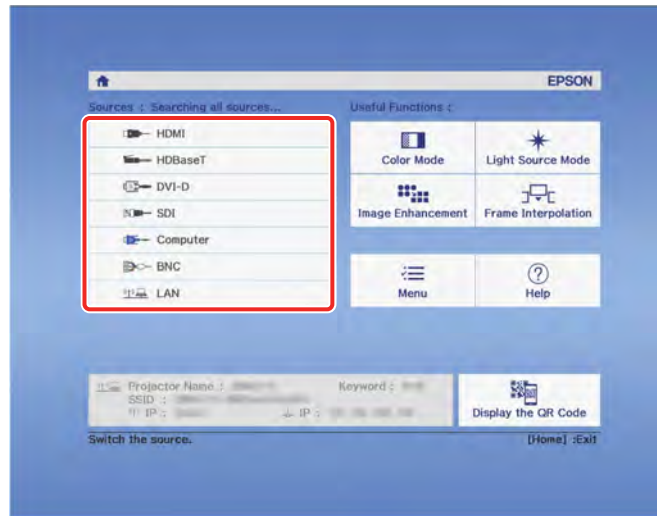 EPSON
Sources : Searching all sources...
HDMI
HDBaseT
DVI-D
SDI
Computer
BNC
LAN
Useful Functions :
Color Mode
Light Source Mode
Image Enhancement
Frame Interpolation
Menu
Help
Projector Name :
Keyword :
SSID :
IP :
IP :
Display the QR Code
Switch the source.
[Home] :Exit